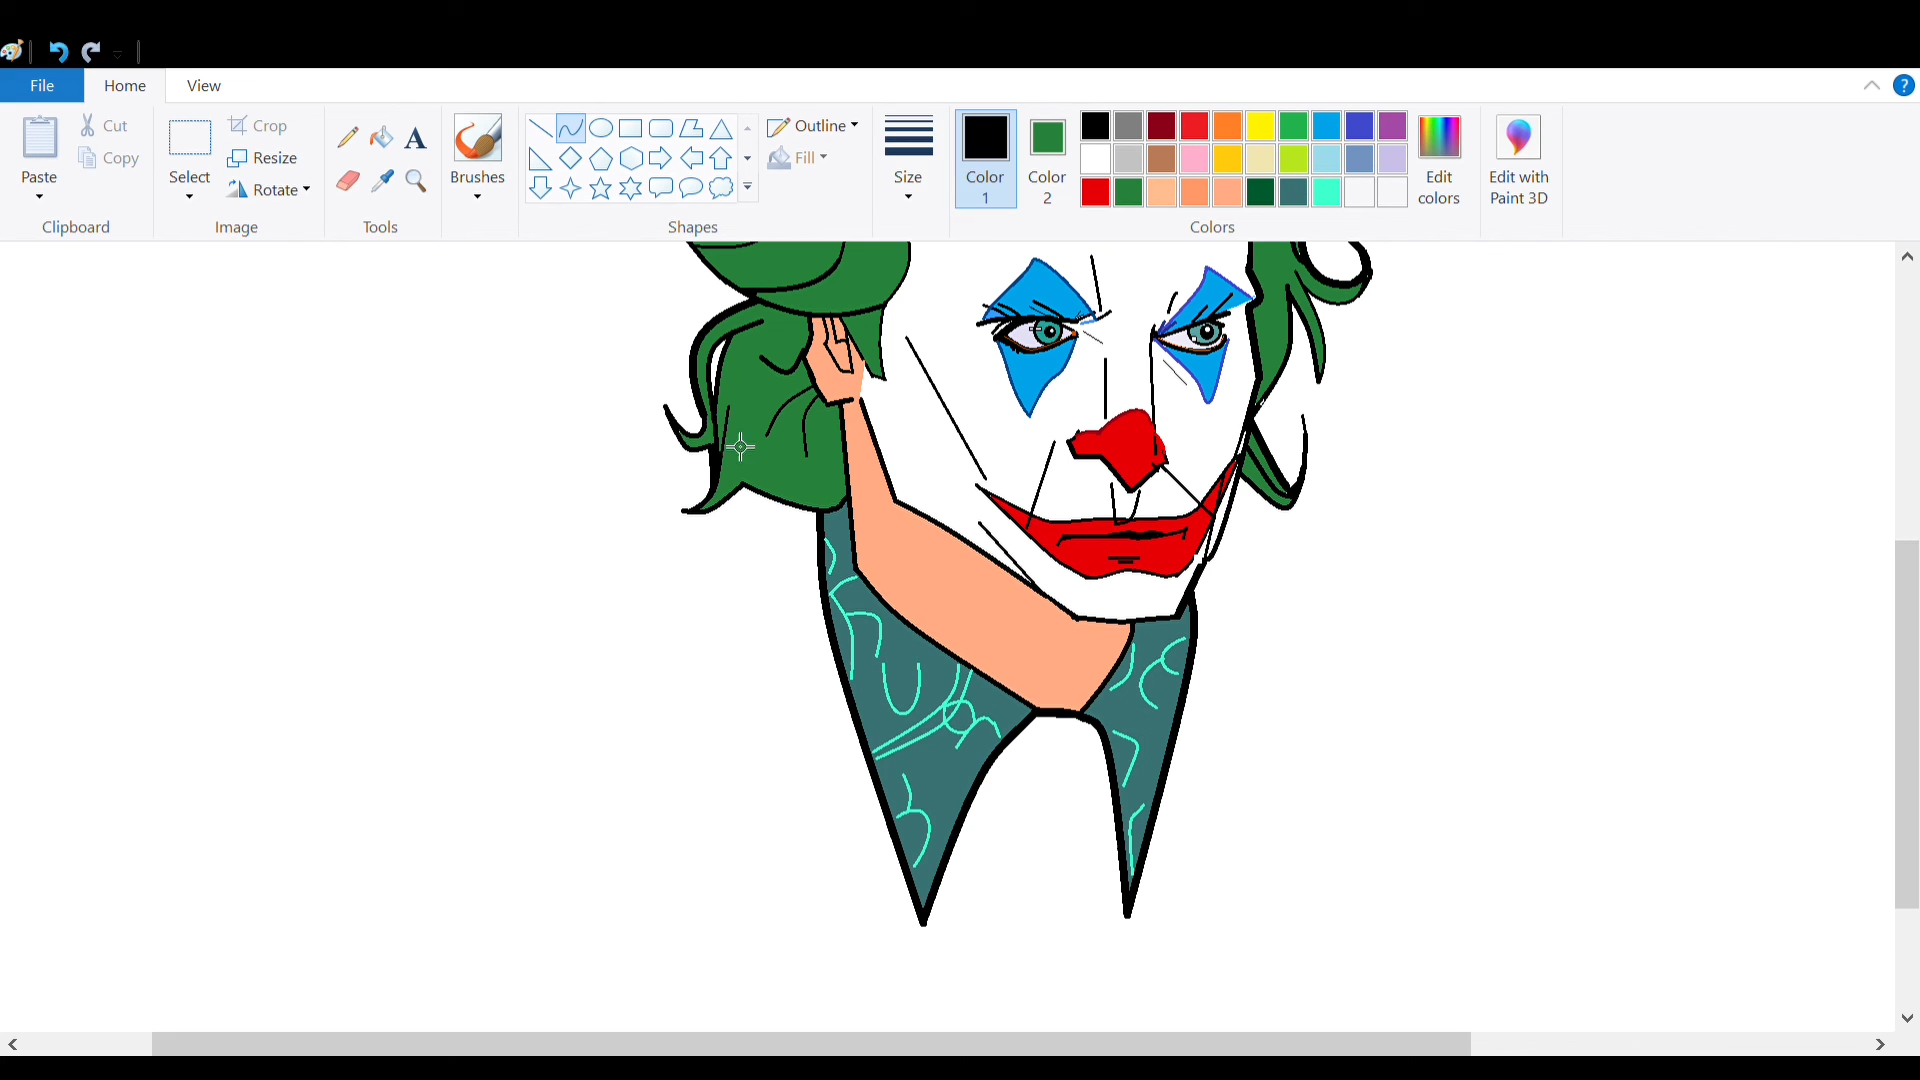 File Home View ?
Cut
Crop
Outline
Copy
Resize
Fill
Paste
Select
Rotate
Brushes
Size
Color
1
Color
2
Edit
colors
Edit with
Paint 3D
Clipboard Image Tools Shapes Colors